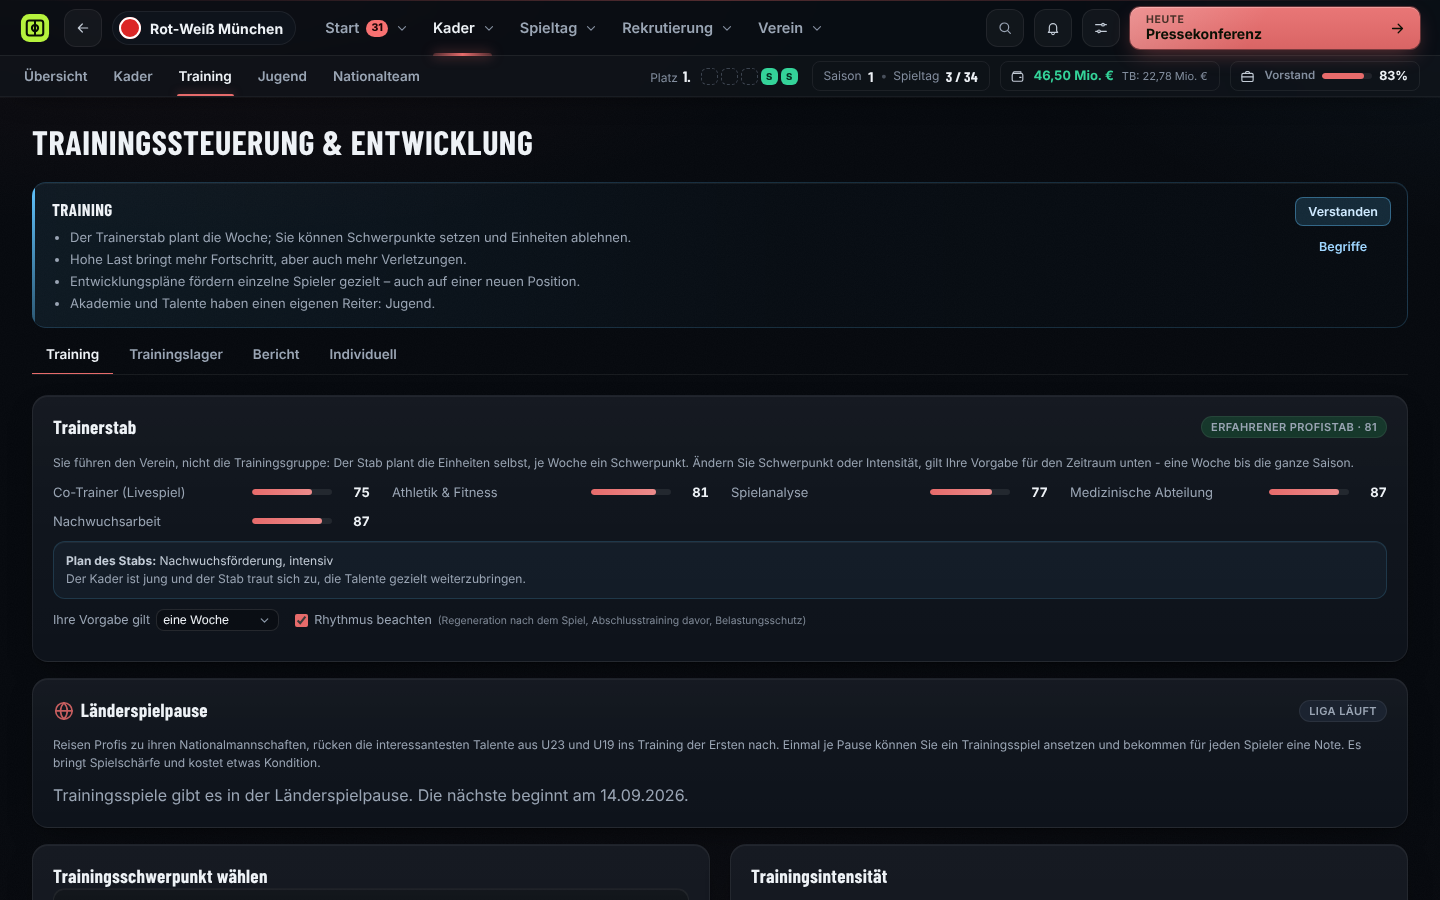 Rot-Weiß München
Start 31
Kader
Spieltag
Rekrutierung
Verein
HEUTE
Pressekonferenz
Übersicht
Kader
Training
Jugend
Nationalteam
Platz 1. S S
Saison 1 • Spieltag 3 / 34
46,50 Mio. € TB: 22,78 Mio. €
Vorstand 83%
TRAININGSSTEUERUNG & ENTWICKLUNG
TRAINING
• Der Trainerstab plant die Woche; Sie können Schwerpunkte setzen und Einheiten ablehnen.
• Hohe Last bringt mehr Fortschritt, aber auch mehr Verletzungen.
• Entwicklungspläne fördern einzelne Spieler gezielt – auch auf einer neuen Position.
• Akademie und Talente haben einen eigenen Reiter: Jugend.
Verstanden
Begriffe
Training
Trainingslager
Bericht
Individuell
Trainerstab
ERFAHRENER PROFISTAB · 81
Sie führen den Verein, nicht die Trainingsgruppe: Der Stab plant die Einheiten selbst, je Woche ein Schwerpunkt. Ändern Sie Schwerpunkt oder Intensität, gilt Ihre Vorgabe für den Zeitraum unten - eine Woche bis die ganze Saison.
Co-Trainer (Livespiel) 75
Athletik & Fitness 81
Spielanalyse 77
Medizinische Abteilung 87
Nachwuchsarbeit 87
Plan des Stabs: Nachwuchsförderung, intensiv
Der Kader ist jung und der Stab traut sich zu, die Talente gezielt weiterzubringen.
Ihre Vorgabe gilt eine Woche Rhythmus beachten (Regeneration nach dem Spiel, Abschlusstraining davor, Belastungsschutz)
Länderspielpause
LIGA LÄUFT
Reisen Profis zu ihren Nationalmannschaften, rücken die interessantesten Talente aus U23 und U19 ins Training der Ersten nach. Einmal je Pause können Sie ein Trainingsspiel ansetzen und bekommen für jeden Spieler eine Note. Es
bringt Spielschärfe und kostet etwas Kondition.
Trainingsspiele gibt es in der Länderspielpause. Die nächste beginnt am 14.09.2026.
Trainingsschwerpunkt wählen
Trainingsintensität